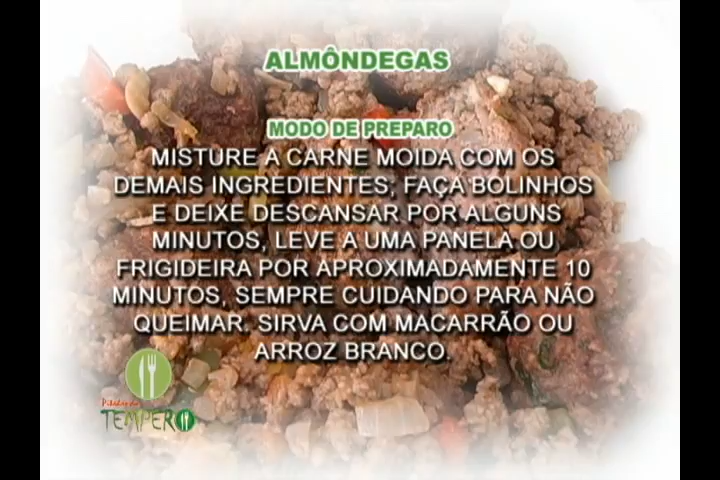 ALMÔNDEGAS
MODO DE PREPARO
MISTURE A CARNE MOIDA COM OS
DEMAIS INGREDIENTES, FAÇA BOLINHOS
E DEIXE DESCANSAR POR ALGUNS
MINUTOS, LEVE A UMA PANELA OU
FRIGIDEIRA POR APROXIMADAMENTE 10
MINUTOS, SEMPRE CUIDANDO PARA NÃO
QUEIMAR. SIRVA COM MACARRÃO OU
ARROZ BRANCO.
TEMPERO